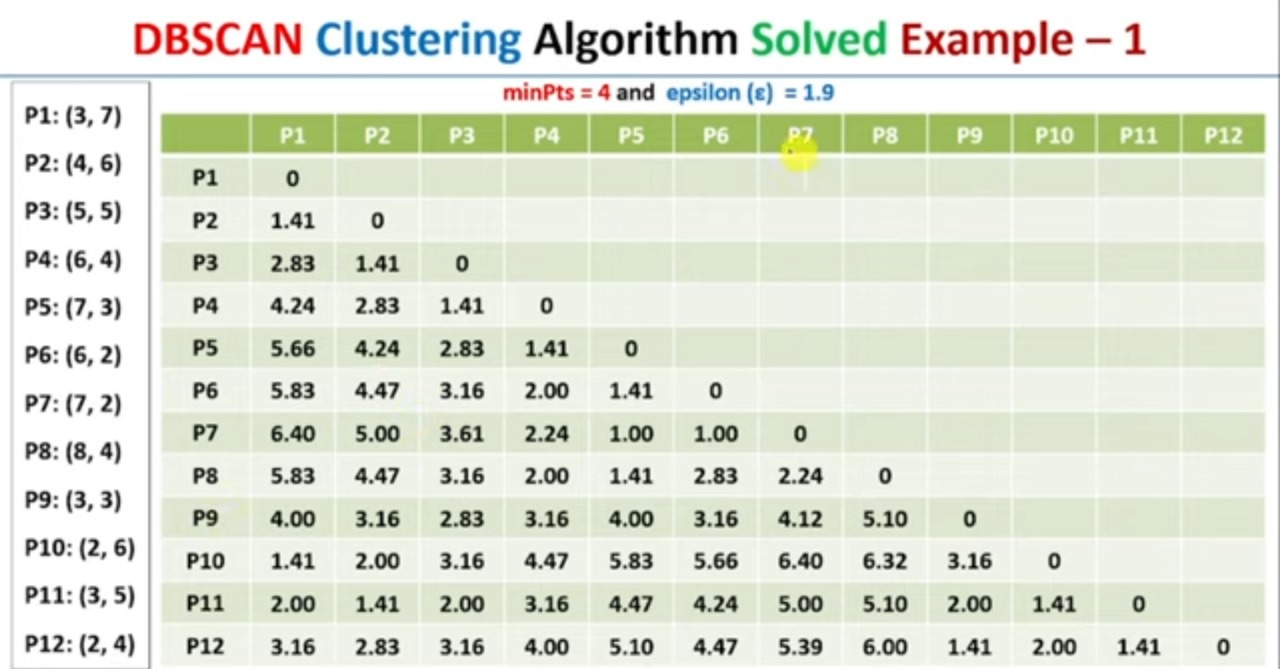 DBSCAN Clustering Algorithm Solved Example – 1
minPts = 4 and epsilon (ε) = 1.9
P1: (3, 7)
P2: (4, 6)
P3: (5, 5)
P4: (6, 4)
P5: (7, 3)
P6: (6, 2)
P7: (7, 2)
P8: (8, 4)
P9: (3, 3)
P10: (2, 6)
P11: (3, 5)
P12: (2, 4)
P1 P2 P3 P4 P5 P6 P7 P8 P9 P10 P11 P12
P1 0
P2 1.41 0
P3 2.83 1.41 0
P4 4.24 2.83 1.41 0
P5 5.66 4.24 2.83 1.41 0
P6 5.83 4.47 3.16 2.00 1.41 0
P7 6.40 5.00 3.61 2.24 1.00 1.00 0
P8 5.83 4.47 3.16 2.00 1.41 2.83 2.24 0
P9 4.00 3.16 2.83 3.16 4.00 3.16 4.12 5.10 0
P10 1.41 2.00 3.16 4.47 5.83 5.66 6.40 6.32 3.16 0
P11 2.00 1.41 2.00 3.16 4.47 4.24 5.00 5.10 2.00 1.41 0
P12 3.16 2.83 3.16 4.00 5.10 4.47 5.39 6.00 1.41 2.00 1.41 0